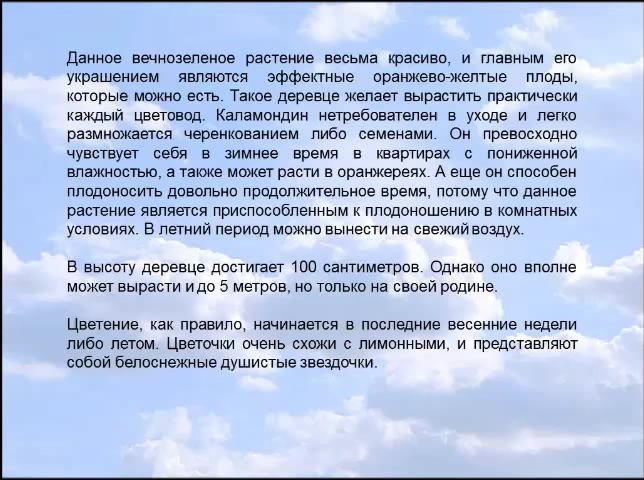 Данное вечнозеленое растение весьма красиво, и главным его
украшением являются эффектные оранжево-желтые плоды,
которые можно есть. Такое деревце желает вырастить практически
каждый цветовод. Каламондин нетребователен в уходе и легко
размножается черенкованием либо семенами. Он превосходно
чувствует себя в зимнее время в квартирах с пониженной
влажностью, а также может расти в оранжереях. А еще он способен
плодоносить довольно продолжительное время, потому что данное
растение является приспособленным к плодоношению в комнатных
условиях. В летний период можно вынести на свежий воздух.
В высоту деревце достигает 100 сантиметров. Однако оно вполне
может вырасти и до 5 метров, но только на своей родине.
Цветение, как правило, начинается в последние весенние недели
либо летом. Цветочки очень схожи с лимонными, и представляют
собой белоснежные душистые звездочки.